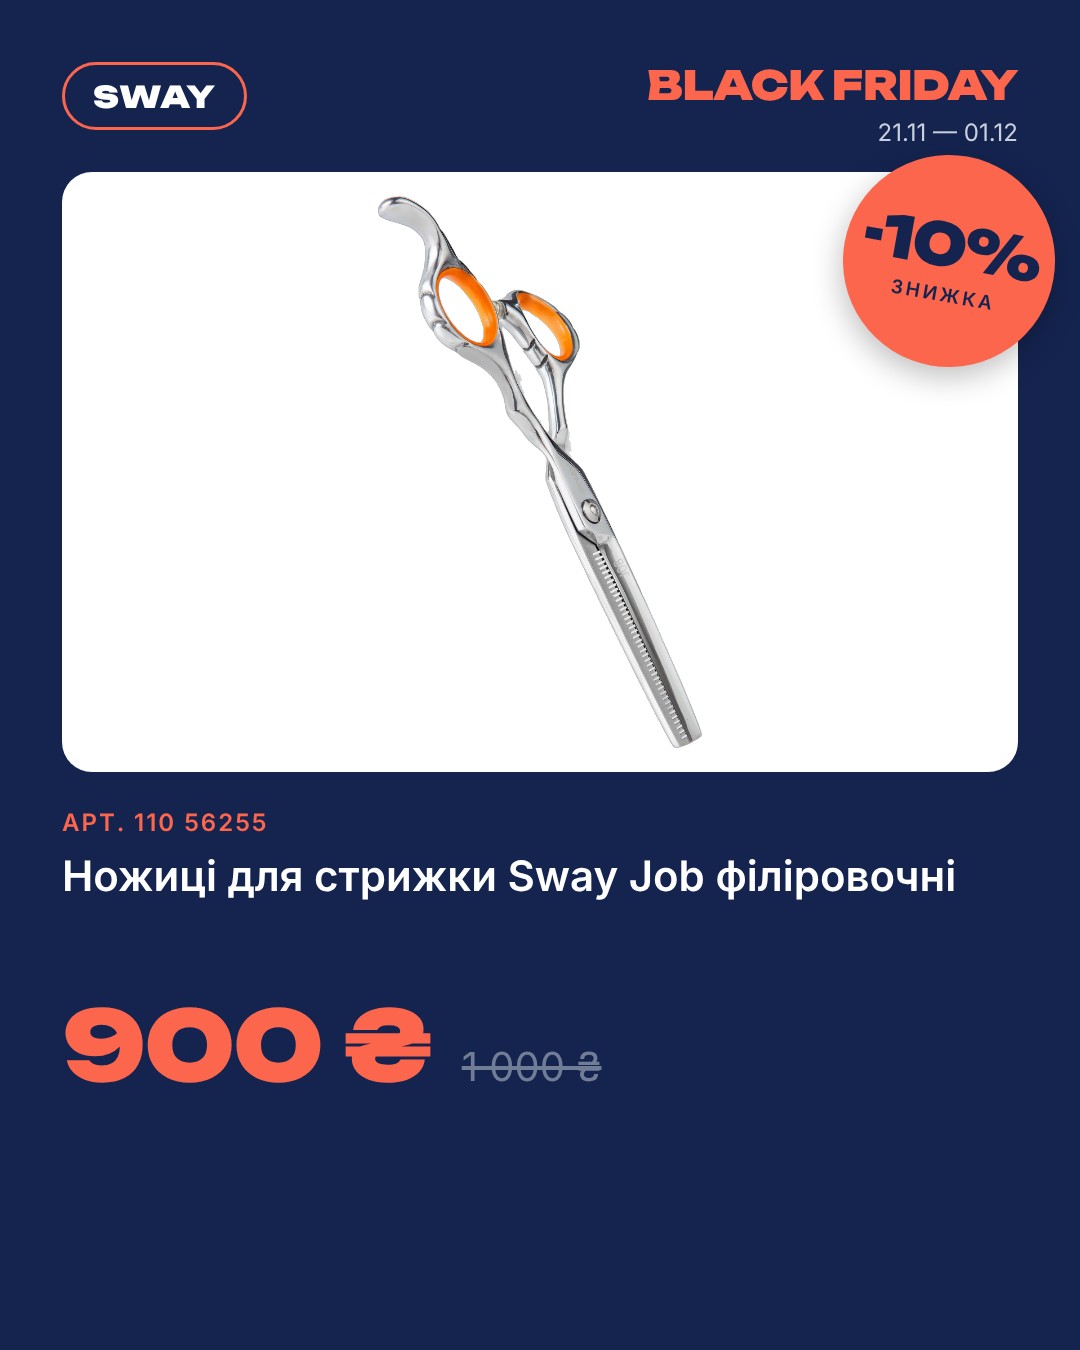 SWAY
BLACK FRIDAY
21.11 — 01.12
-10%
ЗНИЖКА
АРТ. 110 56255
Ножиці для стрижки Sway Job філіровочні
900 ₴
1 000 ₴